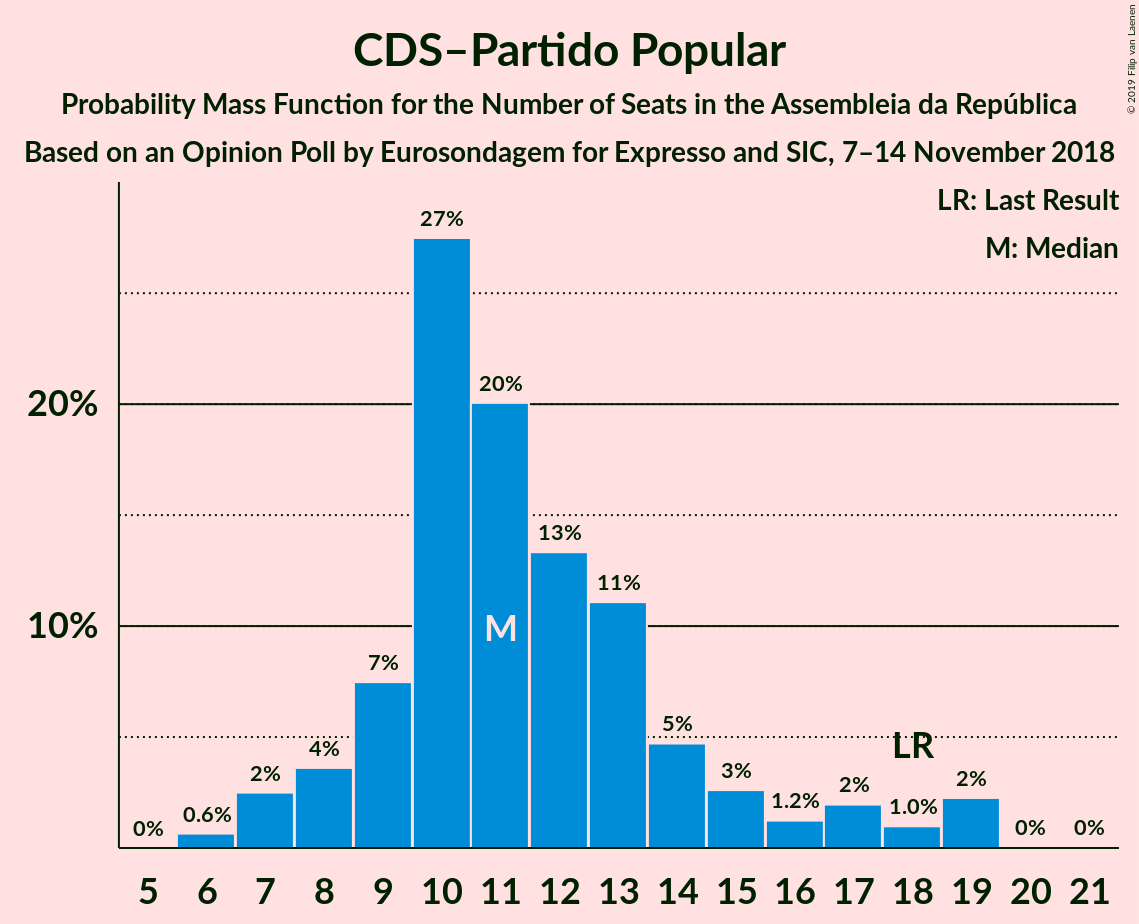 CDS–Partido Popular
Probability Mass Function for the Number of Seats in the Assembleia da República
Based on an Opinion Poll by Eurosondagem for Expresso and SIC, 7–14 November 2018
© 2019 Filip van Laenen
LR: Last Result
M: Median
20%
10%
0%
0.6%
2%
4%
7%
27%
20%
13%
11%
5%
3%
1.2%
2%
1.0%
2%
0%
0%
M
LR
5 6 7 8 9 10 11 12 13 14 15 16 17 18 19 20 21